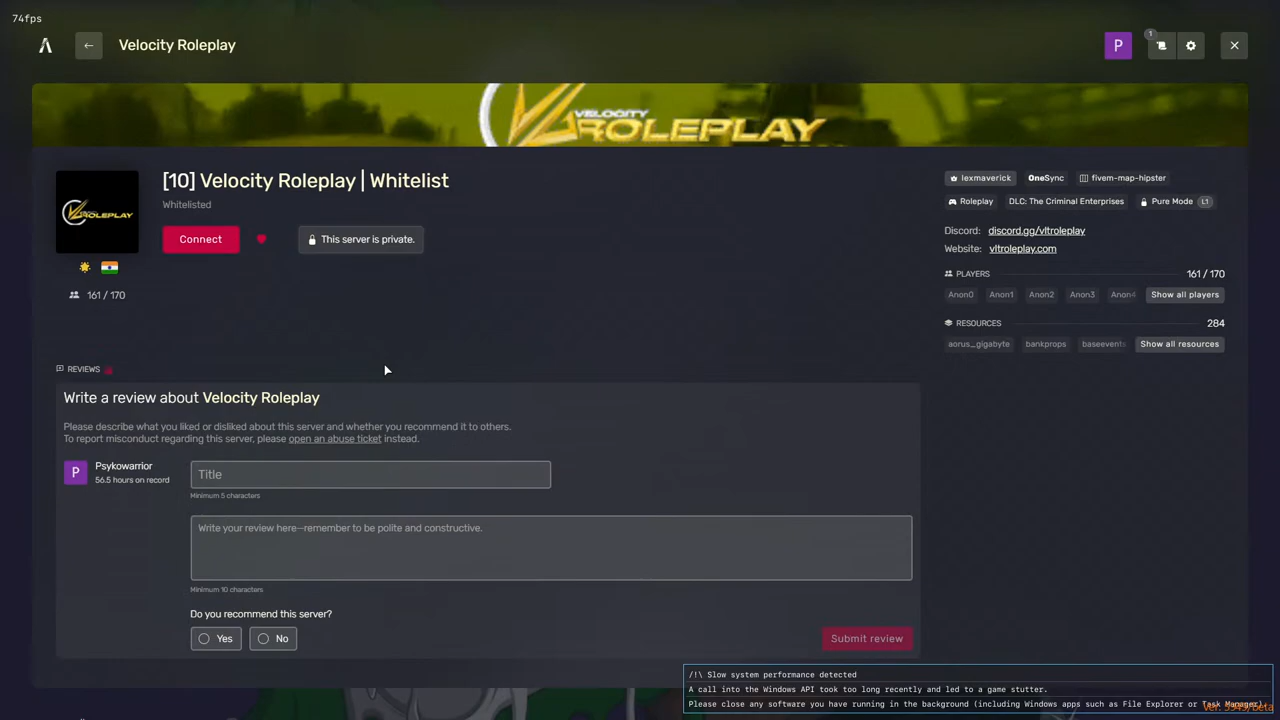 74fps
Velocity Roleplay
P
1
VELOCITY
ROLEPLAY
ROLEPLAY
[10] Velocity Roleplay | Whitelist
Whitelisted
Connect
This server is private.
161 / 170
lexmaverick
OneSync
fivem-map-hipster
Roleplay
DLC: The Criminal Enterprises
Pure Mode L1
Discord: discord.gg/vltroleplay
Website: vltroleplay.com
PLAYERS 161 / 170
Anon0 Anon1 Anon2 Anon3 Anon4 Show all players
RESOURCES 284
aorus_gigabyte bankprops baseevents Show all resources
REVIEWS
Write a review about Velocity Roleplay
Please describe what you liked or disliked about this server and whether you recommend it to others.
To report misconduct regarding this server, please open an abuse ticket instead.
P
Psykowarrior
56.5 hours on record
Title
Minimum 5 characters
Write your review here—remember to be polite and constructive.
Minimum 10 characters
Do you recommend this server?
Yes
No
Submit review
/!\ Slow system performance detected
A call into the Windows API took too long recently and led to a game stutter.
Please close any software you have running in the background (including Windows apps such as File Explorer or Task Manager).